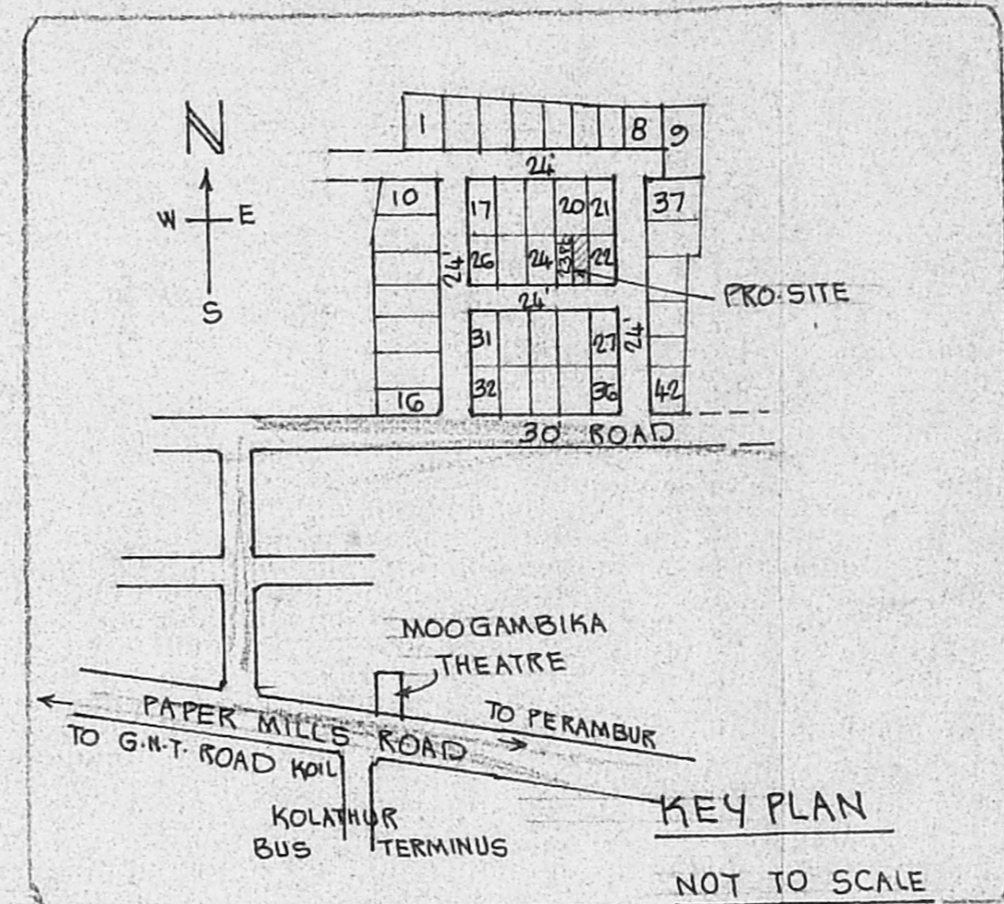 N
W E
S
1 8 9
24'
10 17 20 21 37
24' 26 24 23 PT 22
PRO.SITE
24'
31 27 24'
32 36 42
16
30' ROAD
MOOGAMBIKA
THEATRE
PAPER MILLS ROAD
TO PERAMBUR
TO G.N.T. ROAD KOIL
KOLATHUR
BUS TERMINUS
KEY PLAN
NOT TO SCALE